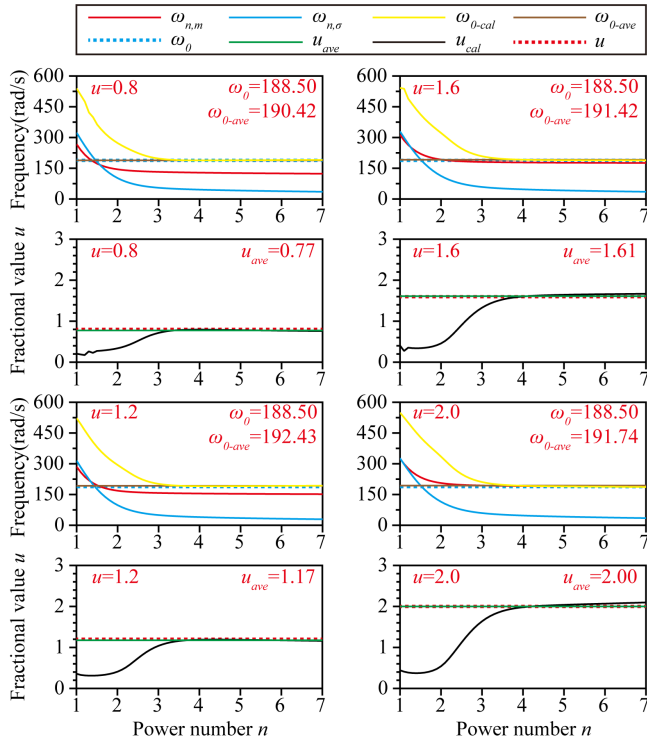 ω_{n,m} ω_{n,σ} ω_{0-cal} ω_{0-ave}
ω_0 u_{ave} u_{cal} u
Frequency(rad/s)
600
450
300
150
0
u=0.8
ω_0=188.50
ω_{0-ave}=190.42
1 2 3 4 5 6 7
600
450
300
150
0
u=1.6
ω_0=188.50
ω_{0-ave}=191.42
1 2 3 4 5 6 7
Fractional value u
3
2
1
0
u=0.8
u_{ave}=0.77
1 2 3 4 5 6 7
3
2
1
0
u=1.6
u_{ave}=1.61
1 2 3 4 5 6 7
Frequency(rad/s)
600
450
300
150
0
u=1.2
ω_0=188.50
ω_{0-ave}=192.43
1 2 3 4 5 6 7
600
450
300
150
0
u=2.0
ω_0=188.50
ω_{0-ave}=191.74
1 2 3 4 5 6 7
Fractional value u
3
2
1
0
u=1.2
u_{ave}=1.17
1 2 3 4 5 6 7
Power number n
3
2
1
0
u=2.0
u_{ave}=2.00
1 2 3 4 5 6 7
Power number n